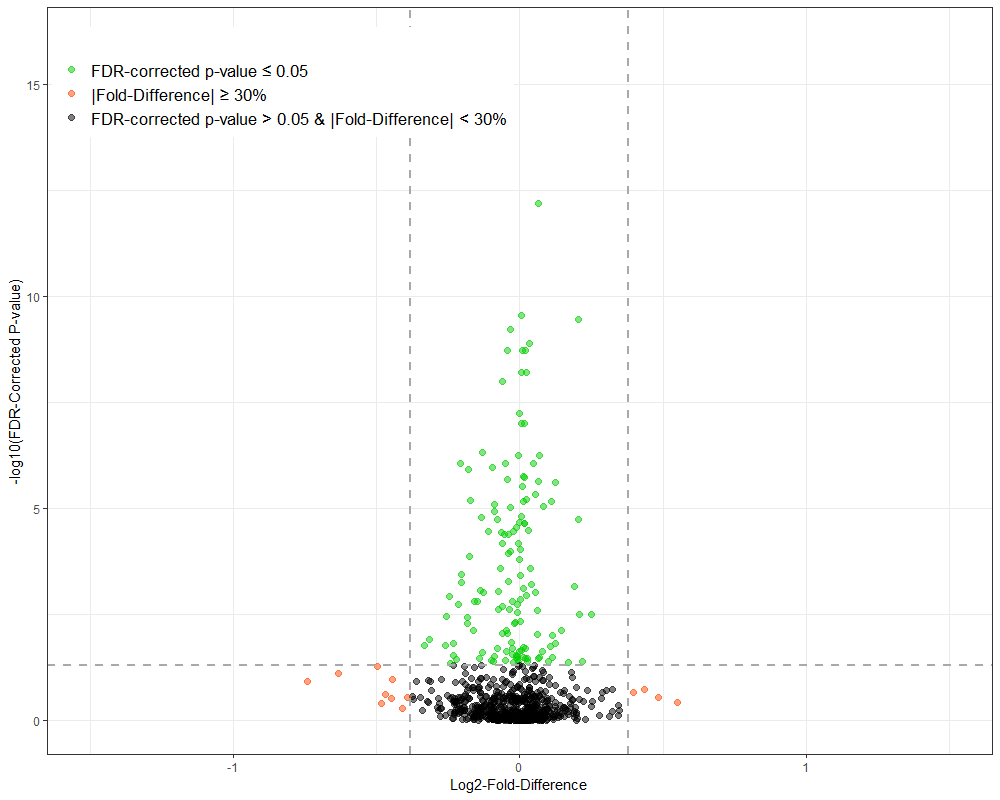 FDR-corrected p-value ≤ 0.05
|Fold-Difference| ≥ 30%
FDR-corrected p-value > 0.05 & |Fold-Difference| < 30%
15
10
5
0
-log10(FDR-Corrected P-value)
-1 0 1
Log2-Fold-Difference